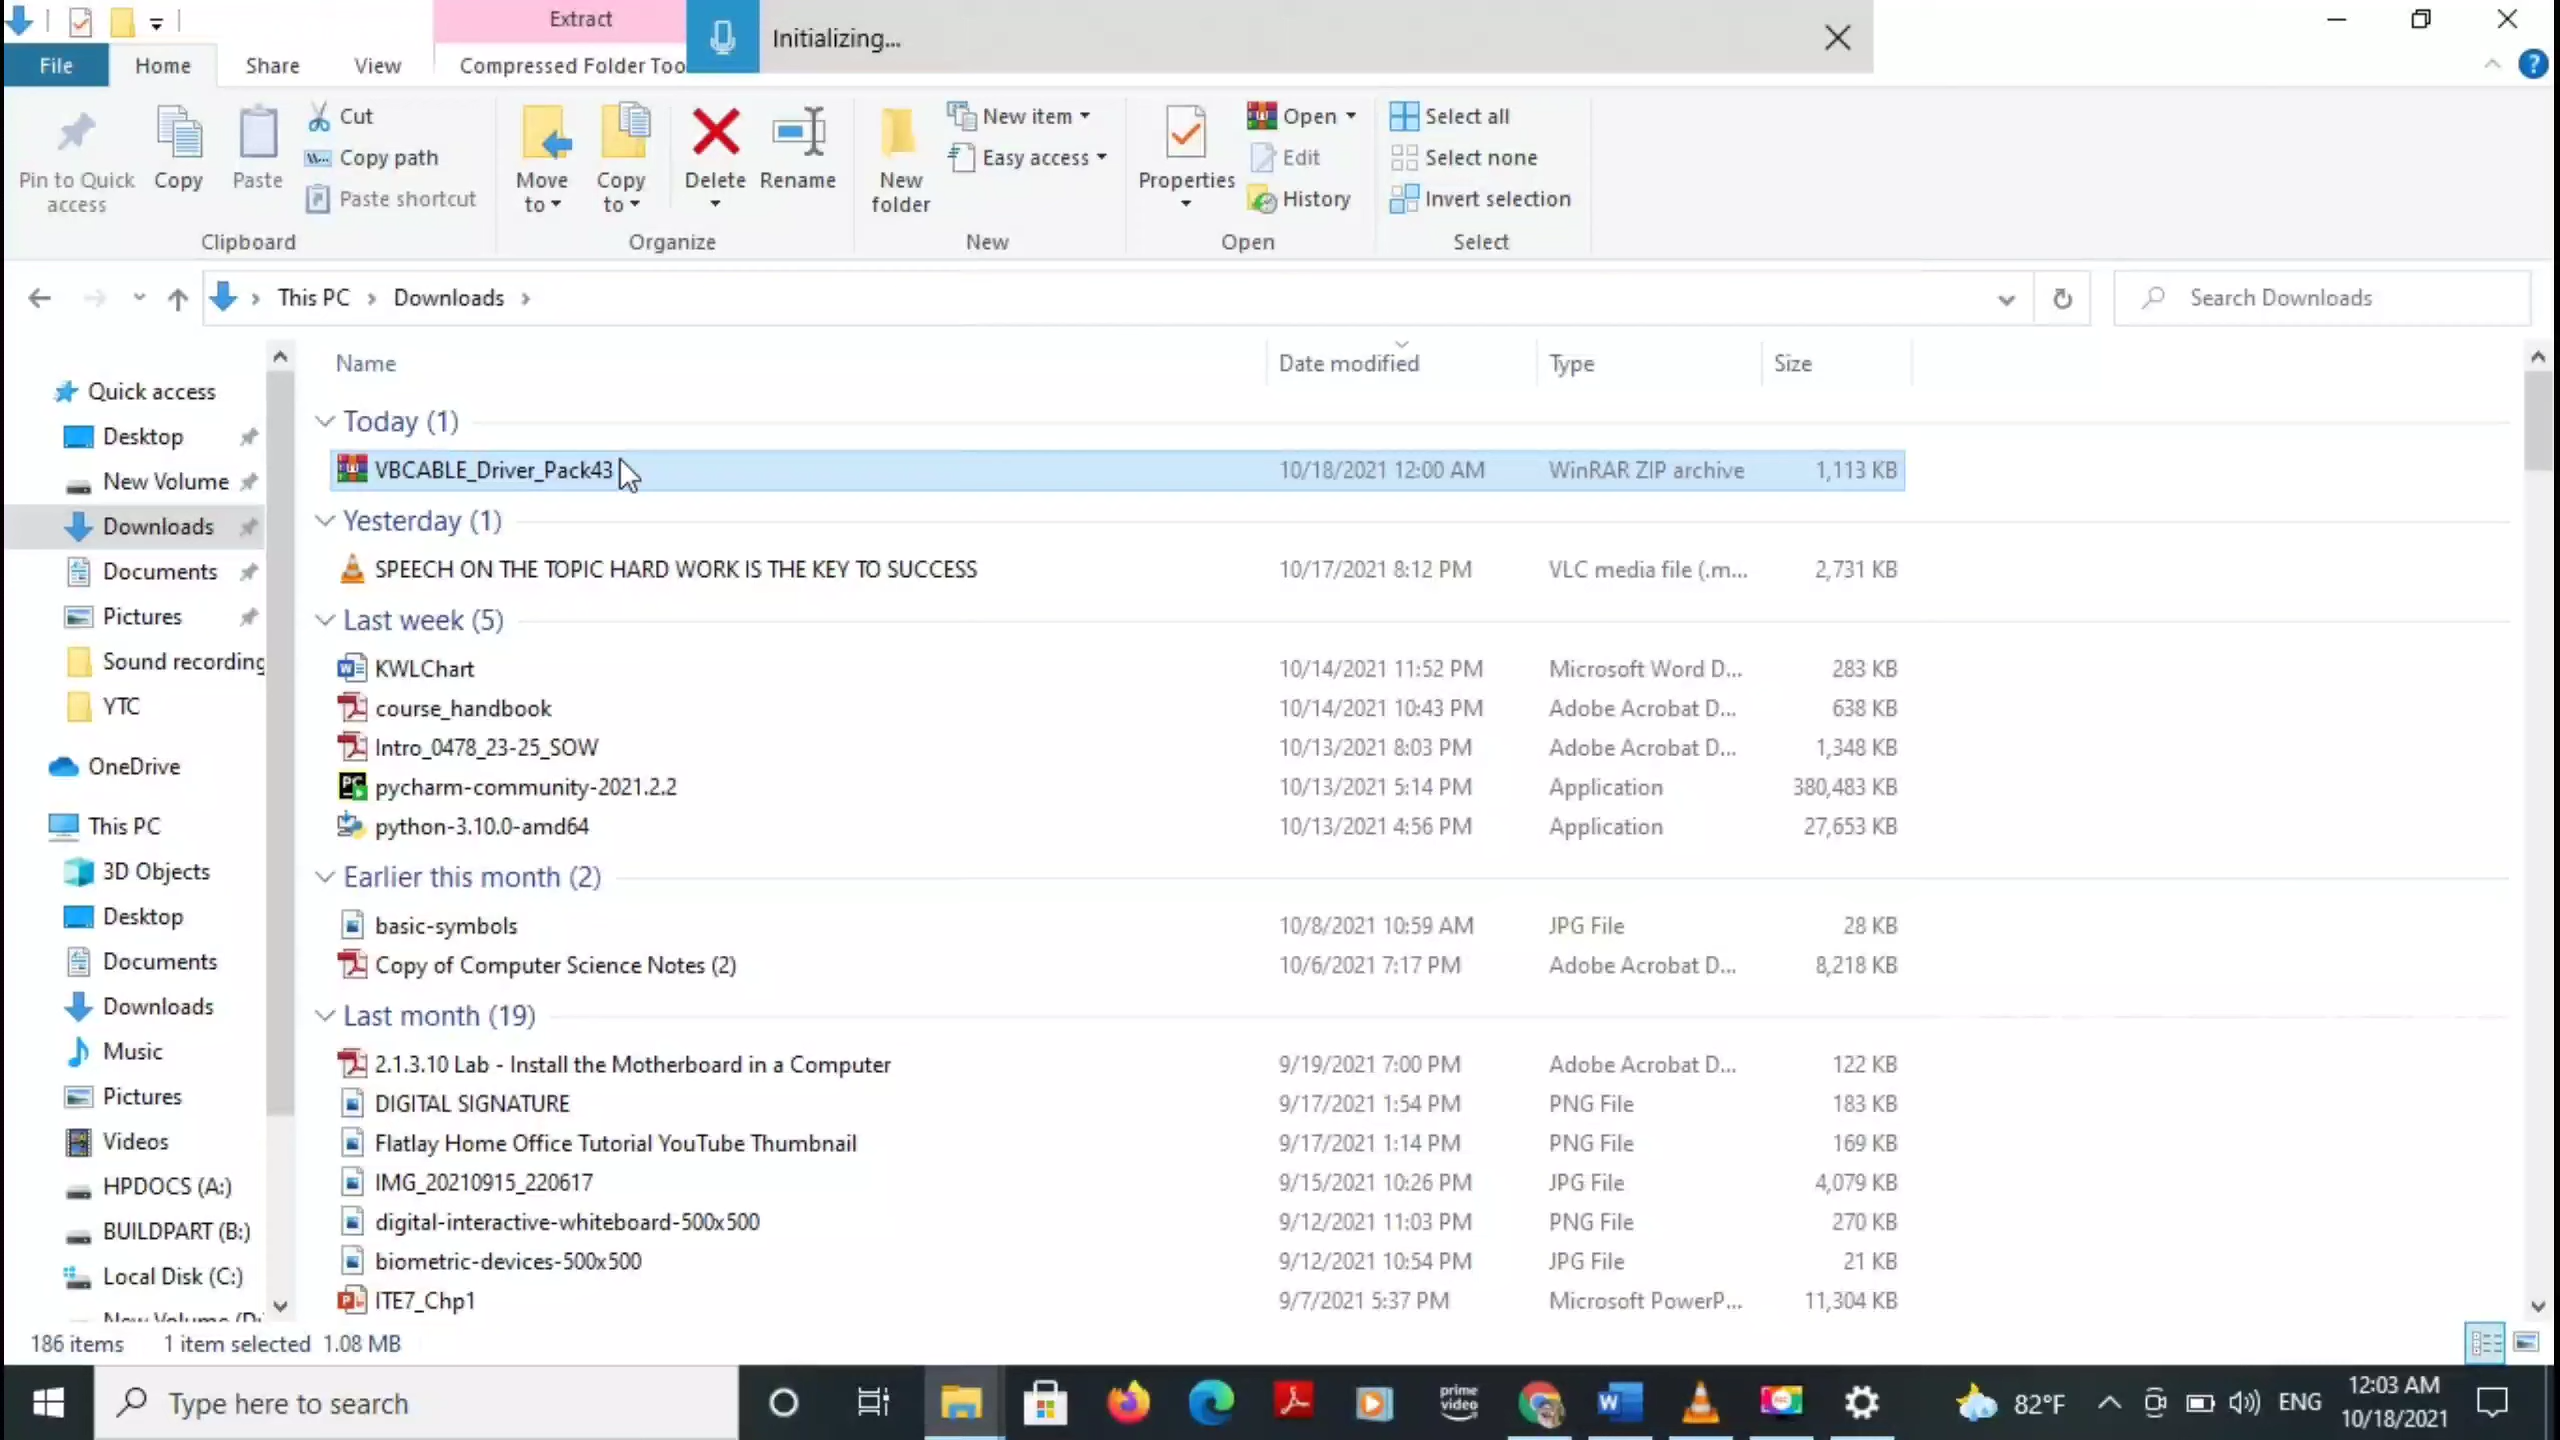 Extract
Initializing...
File
Home
Share
View
Compressed Folder Too
Pin to Quick access
Copy
Paste
Cut
Copy path
Paste shortcut
Clipboard
Move to
Copy to
Delete
Rename
Organize
New folder
New item
Easy access
New
Properties
Open
Edit
History
Open
Select all
Select none
Invert selection
Select
This PC > Downloads >
Search Downloads
Name Date modified Type Size
Quick access
Desktop
New Volume
Downloads
Documents
Pictures
Sound recording
YTC
OneDrive
This PC
3D Objects
Desktop
Documents
Downloads
Music
Pictures
Videos
HPDOCS (A:)
BUILDPART (B:)
Local Disk (C:)
New Volume (D:
Today (1)
VBCABLE_Driver_Pack43 10/18/2021 12:00 AM WinRAR ZIP archive 1,113 KB
Yesterday (1)
SPEECH ON THE TOPIC HARD WORK IS THE KEY TO SUCCESS 10/17/2021 8:12 PM VLC media file (.m... 2,731 KB
Last week (5)
KWLChart 10/14/2021 11:52 PM Microsoft Word D... 283 KB
course_handbook 10/14/2021 10:43 PM Adobe Acrobat D... 638 KB
Intro_0478_23-25_SOW 10/13/2021 8:03 PM Adobe Acrobat D... 1,348 KB
pycharm-community-2021.2.2 10/13/2021 5:14 PM Application 380,483 KB
python-3.10.0-amd64 10/13/2021 4:56 PM Application 27,653 KB
Earlier this month (2)
basic-symbols 10/8/2021 10:59 AM JPG File 28 KB
Copy of Computer Science Notes (2) 10/6/2021 7:17 PM Adobe Acrobat D... 8,218 KB
Last month (19)
2.1.3.10 Lab - Install the Motherboard in a Computer 9/19/2021 7:00 PM Adobe Acrobat D... 122 KB
DIGITAL SIGNATURE 9/17/2021 1:54 PM PNG File 183 KB
Flatlay Home Office Tutorial YouTube Thumbnail 9/17/2021 1:14 PM PNG File 169 KB
IMG_20210915_220617 9/15/2021 10:26 PM JPG File 4,079 KB
digital-interactive-whiteboard-500x500 9/12/2021 11:03 PM PNG File 270 KB
biometric-devices-500x500 9/12/2021 10:54 PM JPG File 21 KB
ITE7_Chp1 9/7/2021 5:37 PM Microsoft PowerP... 11,304 KB
186 items 1 item selected 1.08 MB
Type here to search
prime video
82°F
ENG
12:03 AM
10/18/2021